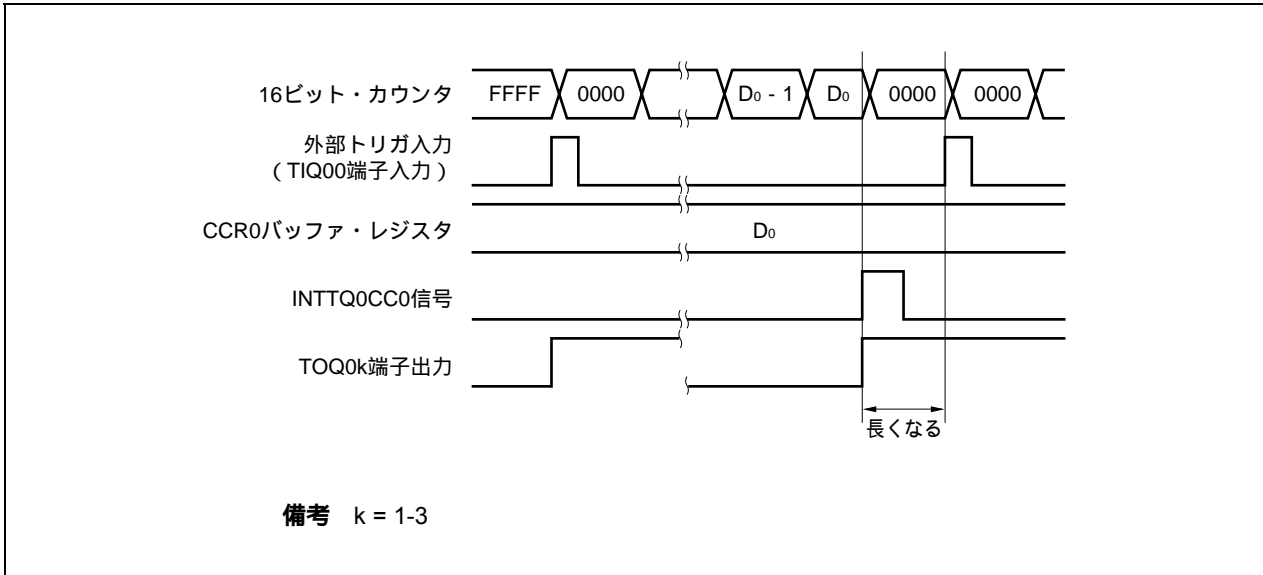 16ビット・カウンタ FFFF 0000 D0 - 1 D0 0000 0000
外部トリガ入力
（TIQ00端子入力）
CCR0バッファ・レジスタ D0
INTTQ0CC0信号
TOQ0k端子出力
長くなる
備考 k = 1-3